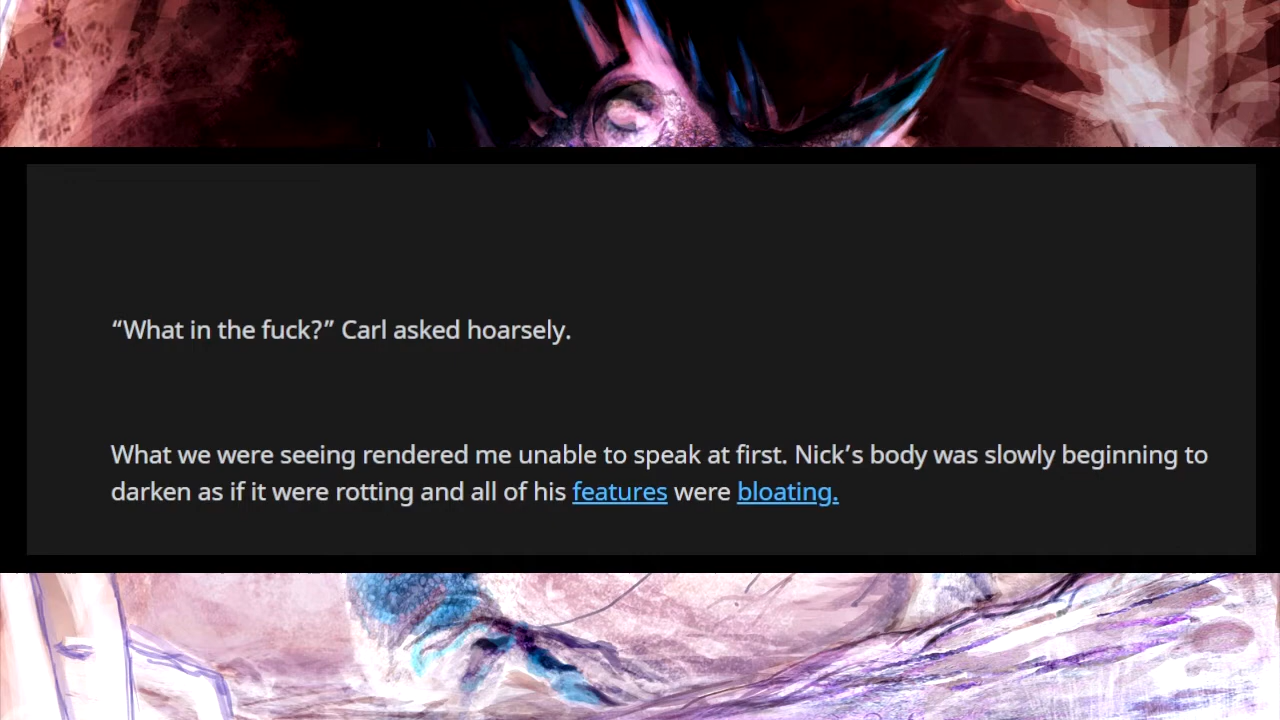 “What in the fuck?” Carl asked hoarsely.
What we were seeing rendered me unable to speak at first. Nick’s body was slowly beginning to
darken as if it were rotting and all of his features were bloating.